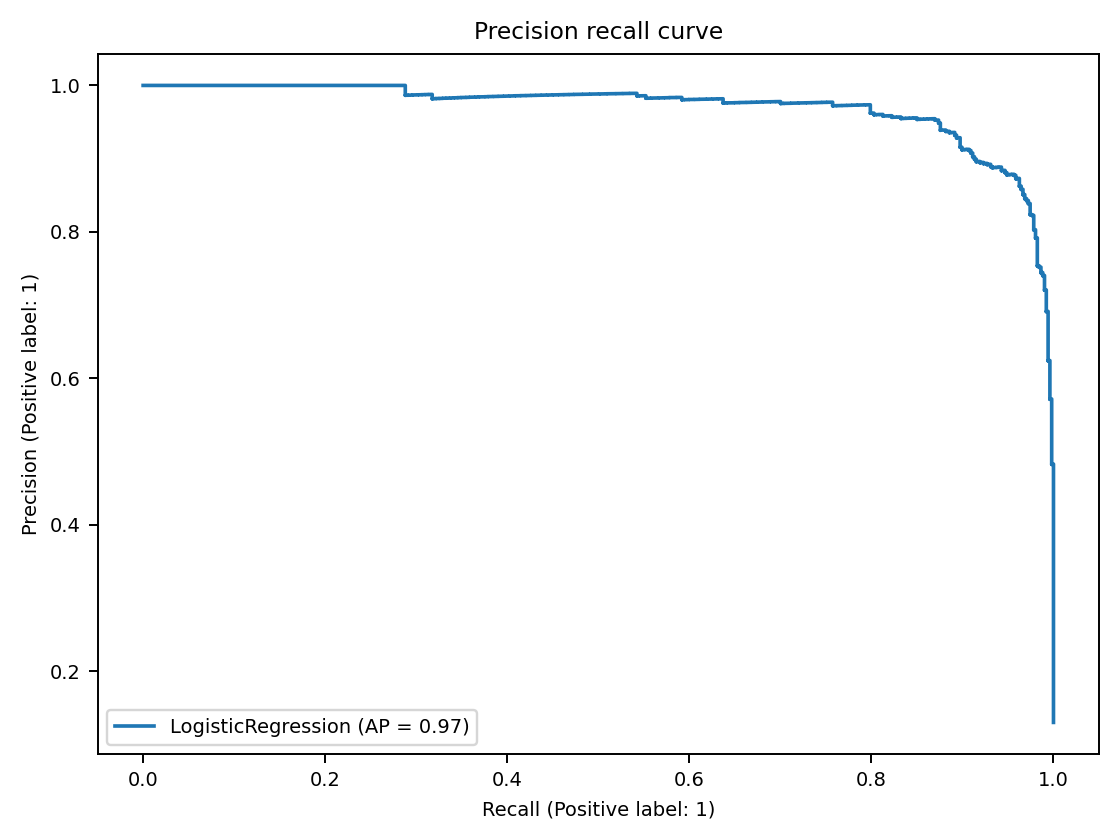 Precision recall curve
Precision (Positive label: 1)
1.0
0.8
0.6
0.4
0.2
LogisticRegression (AP = 0.97)
0.0 0.2 0.4 0.6 0.8 1.0
Recall (Positive label: 1)